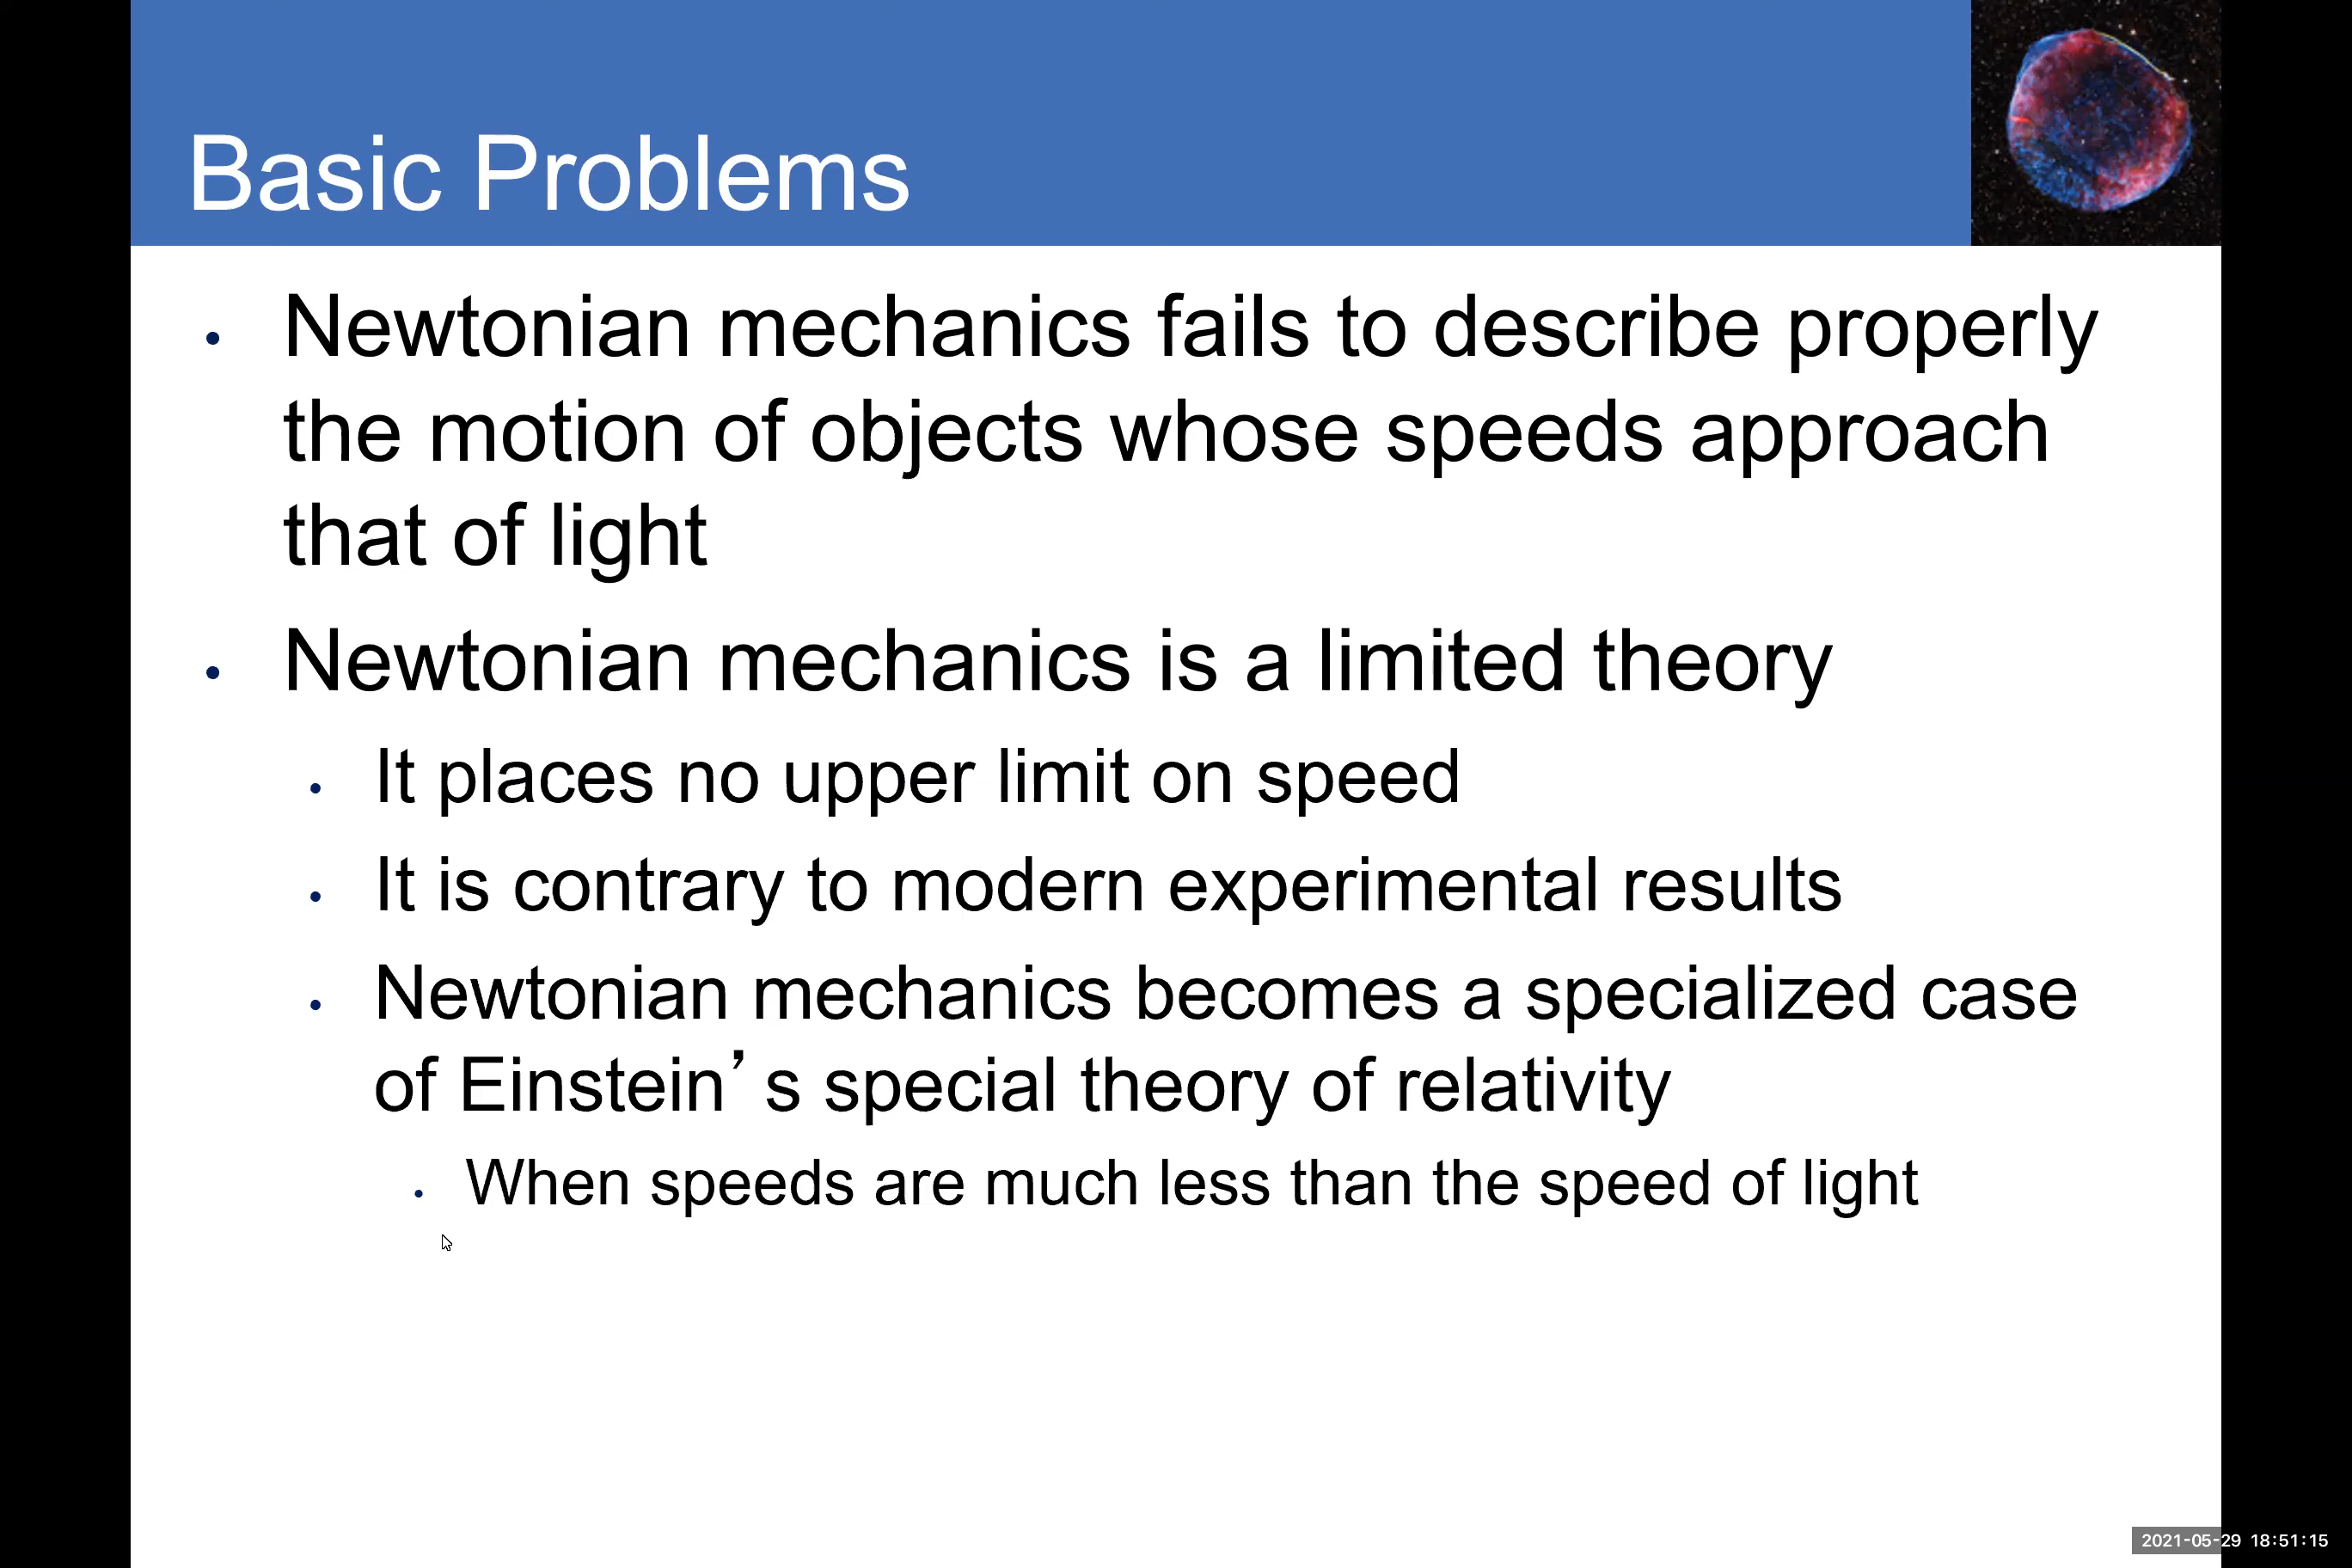 Basic Problems
• Newtonian mechanics fails to describe properly
the motion of objects whose speeds approach
that of light
• Newtonian mechanics is a limited theory
• It places no upper limit on speed
• It is contrary to modern experimental results
• Newtonian mechanics becomes a specialized case
of Einstein’s special theory of relativity
• When speeds are much less than the speed of light
2021-05-29 18:51:15